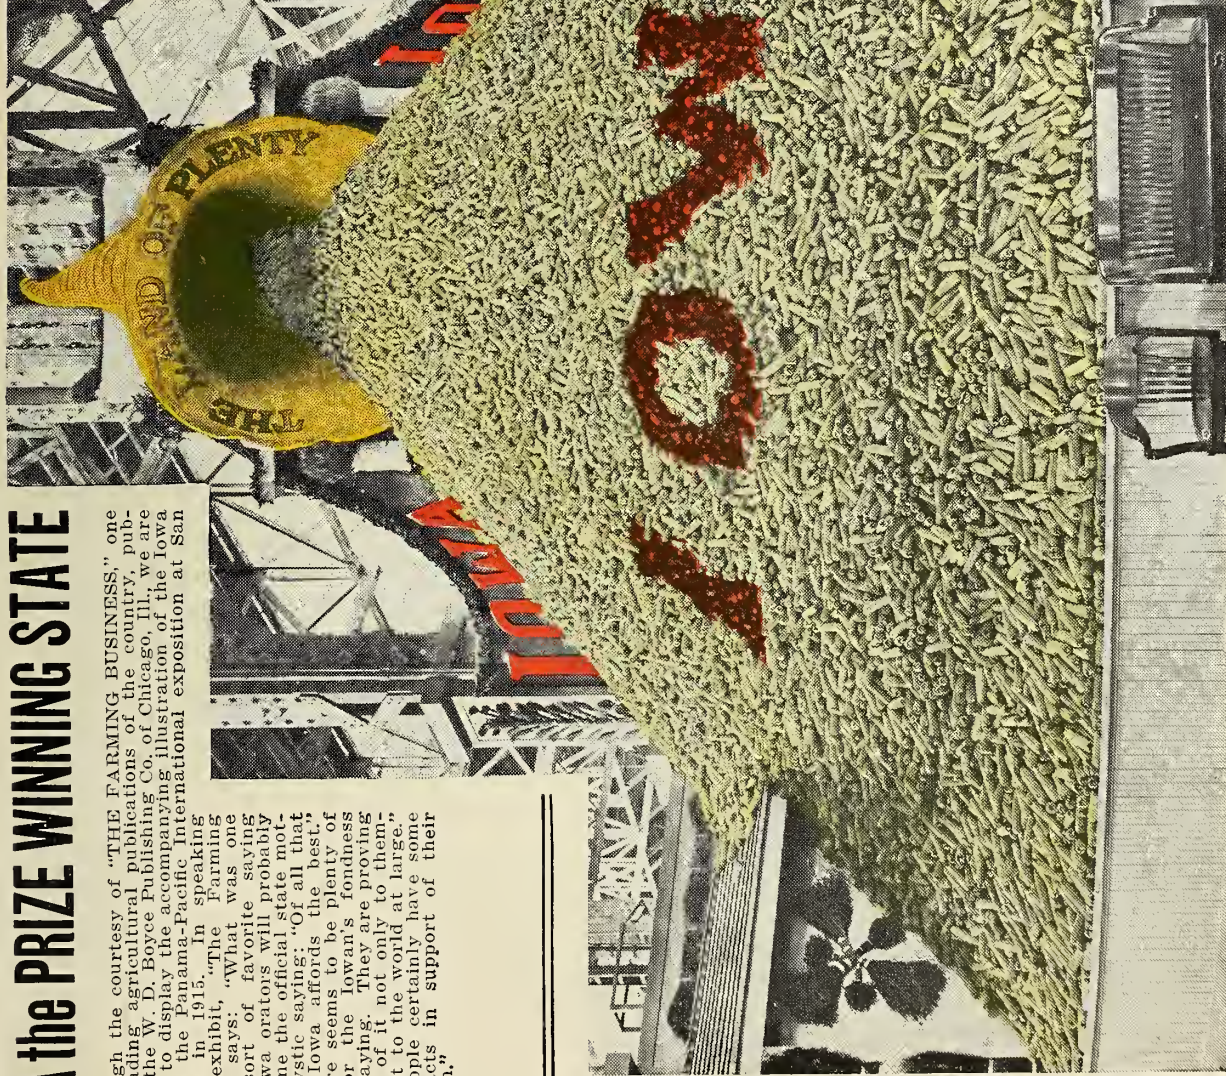 the PRIZE WINNING STATE
gh the courtesy of “THE FARMING BUSINESS,” one
ding agricultural publications of the country, pub-
the W. D. Boyce Publishing Co. of Chicago, Ill., we are
to display the accompanying illustration of the Iowa
the Panama-Pacific International exposition at San
in 1915. In speaking
exhibit, “The Farming
says: “What was one
sort of favorite saying
wa orators will probably
ne the official state mot-
ystic saying: “Of all that
Iowa affords the best.”
re seems to be plenty of
or the Iowan's fondness
aying. They are proving
of it not only to them-
t to the world at large.”
ople certainly have some
cts in support of their
n.”
THE LAND OF PLENTY
IOWA
IO
IOW